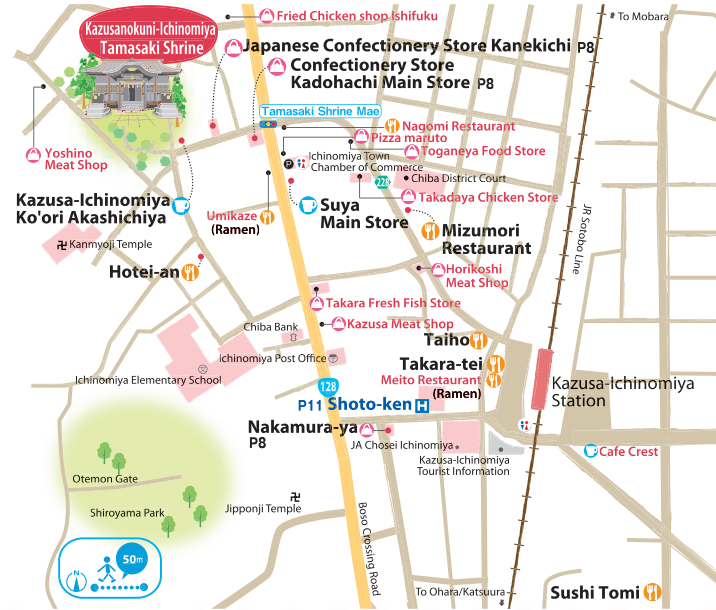 Kazusanokuni-Ichinomiya
Tamasaki Shrine
Fried Chicken shop Ishifuku
To Mobara
Japanese Confectionery Store Kanekichi P8
Confectionery Store
Kadohachi Main Store P8
Tamasaki Shrine Mae
Nagomi Restaurant
Pizza maruto
Toganeya Food Store
Yoshino
Meat Shop
P
Ichinomiya Town
Chamber of Commerce
228
Chiba District Court
Takadaya Chicken Store
Kazusa-Ichinomiya
Ko'ori Akashichiya
Umikaze
(Ramen)
Suya
Main Store
Mizumori
Restaurant
JR Sotobo Line
卍 Kanmyoji Temple
Hotei-an
Horikoshi
Meat Shop
Takara Fresh Fish Store
Kazusa Meat Shop
Chiba Bank
Taiho
Ichinomiya Post Office
Takara-tei
Meito Restaurant
(Ramen)
Ichinomiya Elementary School
文
128
Kazusa-Ichinomiya
Station
P11 Shoto-ken H
Nakamura-ya
P8
JA Chosei Ichinomiya
Kazusa-Ichinomiya
Tourist Information
Cafe Crest
Otemon Gate
Shiroyama Park
Jipponji Temple 卍
Boso Crossing Road
50m
N
To Ohara/Katsuura
Sushi Tomi